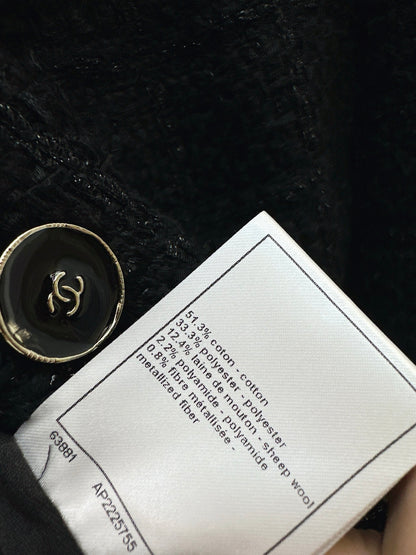 51.3% coton - cotton
33.3% polyester - polyester
12.4% laine de mouton - sheep wool
2.2% polyamide - polyamide
0.8% fibre métallisée -
metallized fiber
63881
AP2225755